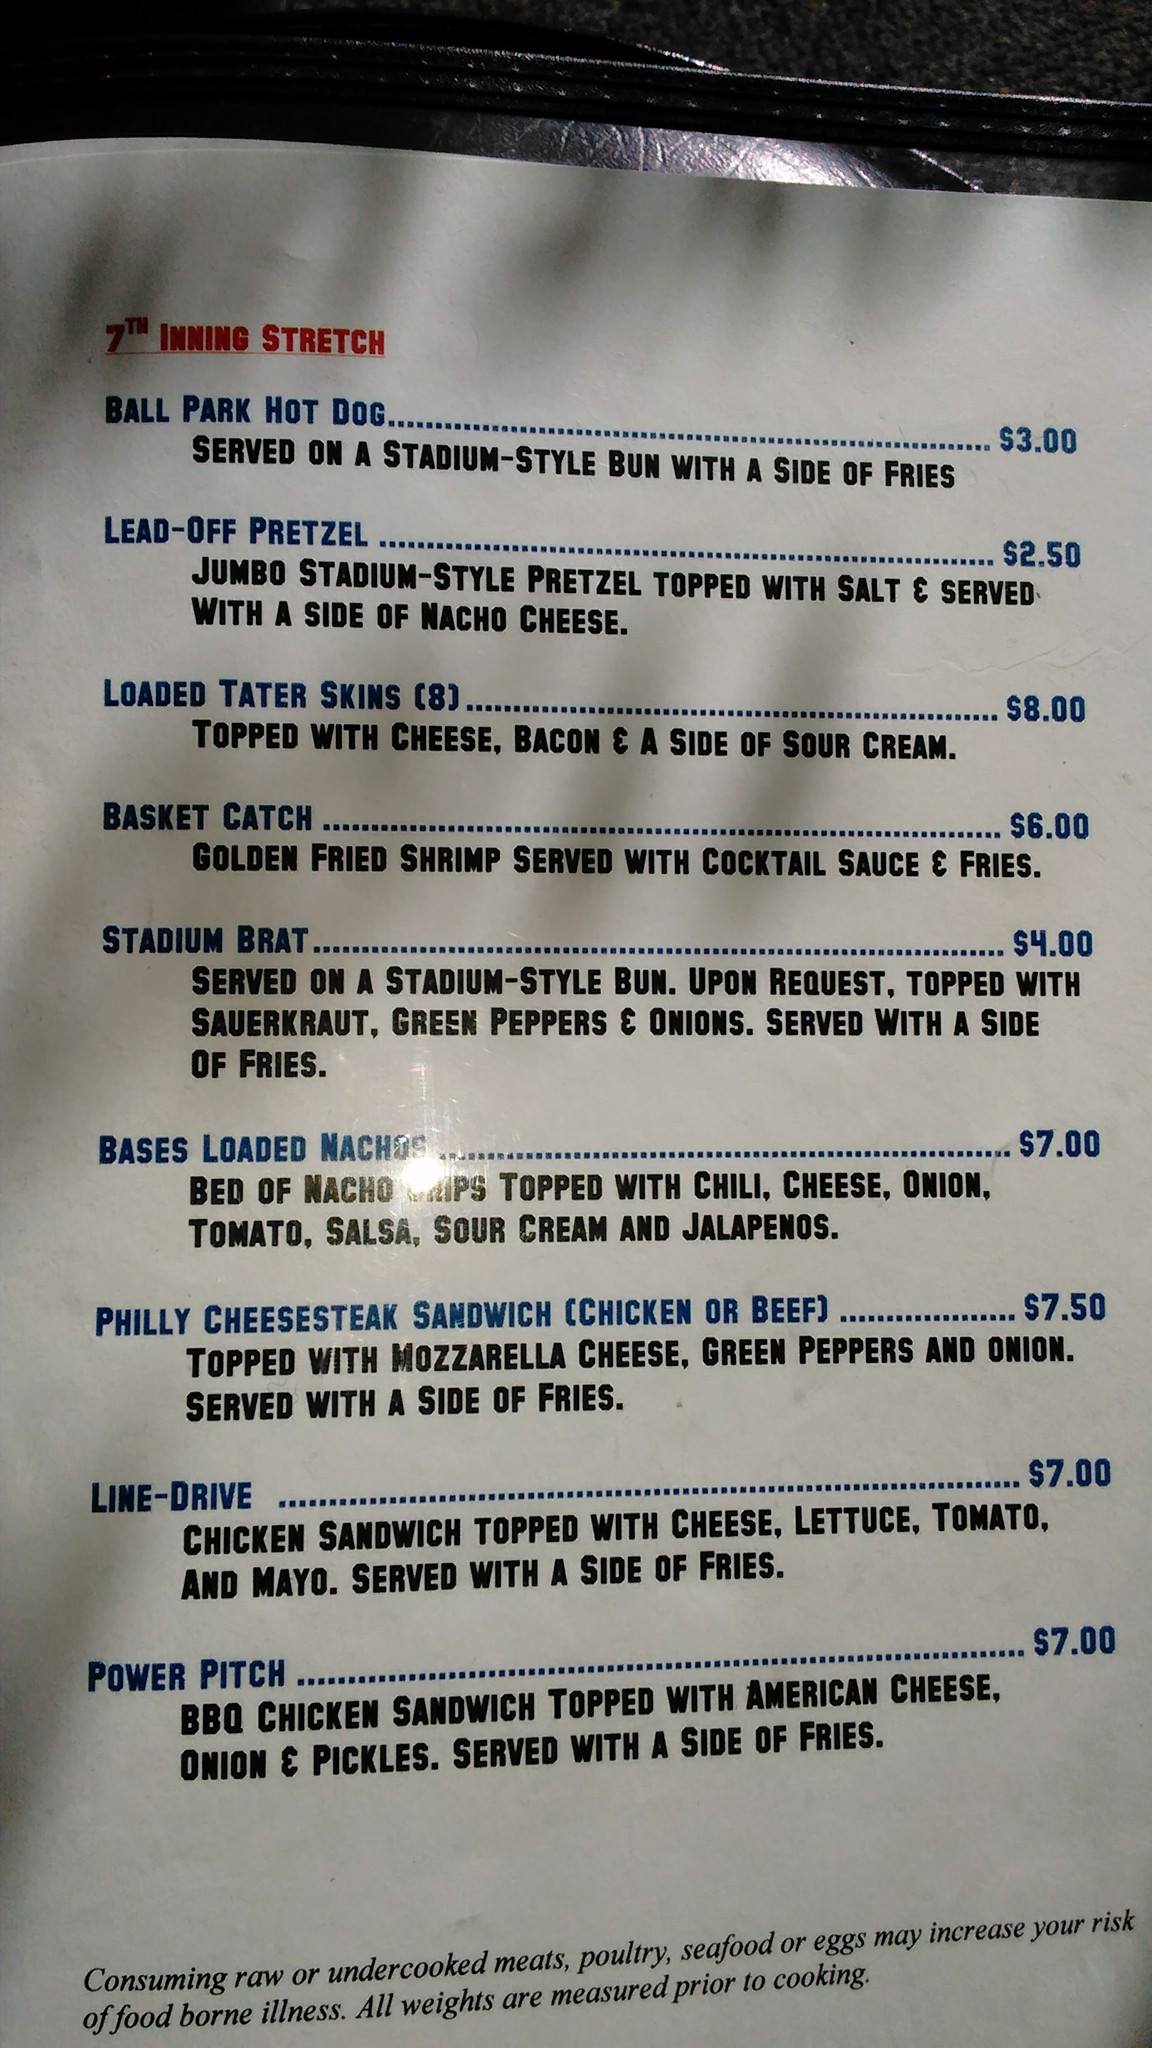 7TH INNING STRETCH
BALL PARK HOT DOG........................................................................ $3.00
SERVED ON A STADIUM-STYLE BUN WITH A SIDE OF FRIES
LEAD-OFF PRETZEL ........................................................................ $2.50
JUMBO STADIUM-STYLE PRETZEL TOPPED WITH SALT & SERVED
WITH A SIDE OF NACHO CHEESE.
LOADED TATER SKINS (8)................................................................ $8.00
TOPPED WITH CHEESE, BACON & A SIDE OF SOUR CREAM.
BASKET CATCH ................................................................................ $6.00
GOLDEN FRIED SHRIMP SERVED WITH COCKTAIL SAUCE & FRIES.
STADIUM BRAT................................................................................. $4.00
SERVED ON A STADIUM-STYLE BUN. UPON REQUEST, TOPPED WITH
SAUERKRAUT, GREEN PEPPERS & ONIONS. SERVED WITH A SIDE
OF FRIES.
BASES LOADED NACHOS .................................................................. $7.00
BED OF NACHO CHIPS TOPPED WITH CHILI, CHEESE, ONION,
TOMATO, SALSA, SOUR CREAM AND JALAPENOS.
PHILLY CHEESESTEAK SANDWICH (CHICKEN OR BEEF) ................... $7.50
TOPPED WITH MOZZARELLA CHEESE, GREEN PEPPERS AND ONION.
SERVED WITH A SIDE OF FRIES.
LINE-DRIVE ....................................................................................... $7.00
CHICKEN SANDWICH TOPPED WITH CHEESE, LETTUCE, TOMATO,
AND MAYO. SERVED WITH A SIDE OF FRIES.
POWER PITCH .................................................................................. $7.00
BBQ CHICKEN SANDWICH TOPPED WITH AMERICAN CHEESE,
ONION & PICKLES. SERVED WITH A SIDE OF FRIES.
Consuming raw or undercooked meats, poultry, seafood or eggs may increase your risk
of food borne illness. All weights are measured prior to cooking.